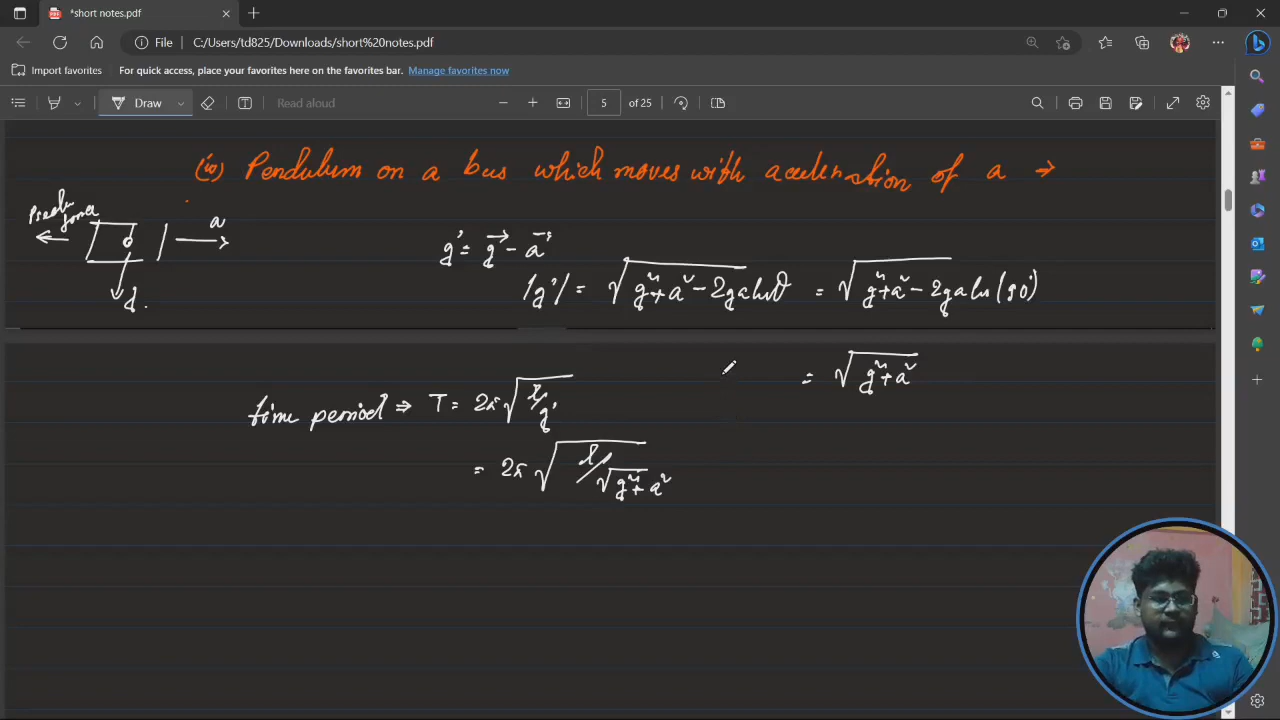 *short notes.pdf
File C:/Users/td825/Downloads/short%20notes.pdf
Import favorites For quick access, place your favorites here on the favorites bar. Manage favorites now
Draw Read aloud 5 of 25
(iv) Pendulum on a bus which moves with acceleration of a →
Pseudo force a
g' = g⃗ - a⃗
|g'| = √(g²+a² - 2ga cosθ) = √(g²+a² - 2ga cos(90°))
g
= √(g²+a²)
time period ⇒ T = 2π√(l/g')
= 2π√(l/√(g²+a²))